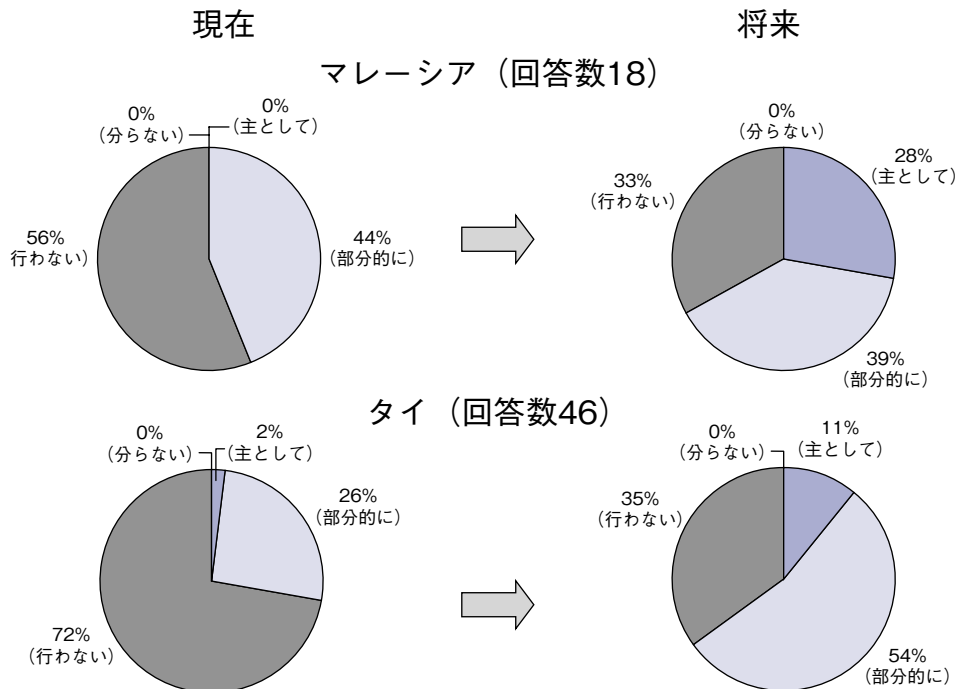 現在
将来
マレーシア（回答数18）
0%
（分らない）
0%
（主として）
56%
行わない）
44%
（部分的に）
0%
（分らない）
28%
（主として）
33%
（行わない）
39%
（部分的に）
タイ（回答数46）
0%
（分らない）
2%
（主として）
26%
（部分的に）
72%
（行わない）
0%
（分らない）
11%
（主として）
35%
（行わない）
54%
（部分的に）